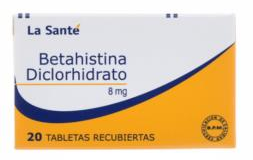 La Santé
Betahistina
Diclorhidrato
8 mg
20 TABLETAS RECUBIERTAS